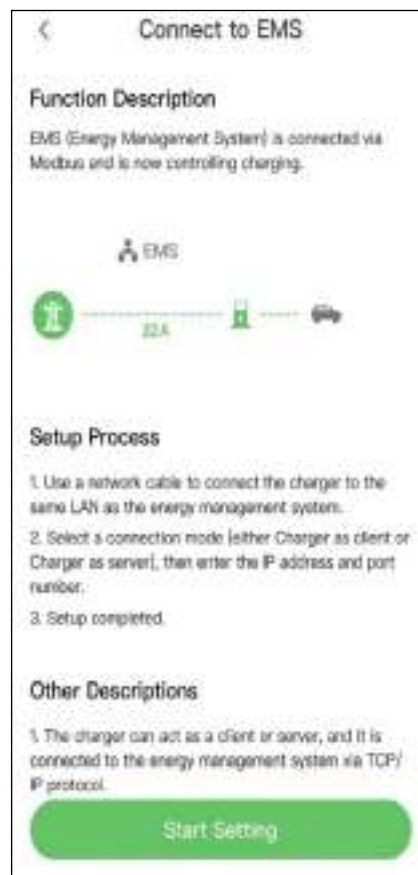 Connect to EMS
Function Description
EMS (Energy Management System) is connected via
Modbus and is now controlling charging.
EMS
Setup Process
1. Use a network cable to connect the charger to the
same LAN as the energy management system.
2. Select a connection mode (either Charger as client or
Charger as server), then enter the IP address and port
number.
3. Setup completed.
Other Descriptions
1. The charger can act as a client or server, and it is
connected to the energy management system via TCP/
IP protocol.
Start Setting